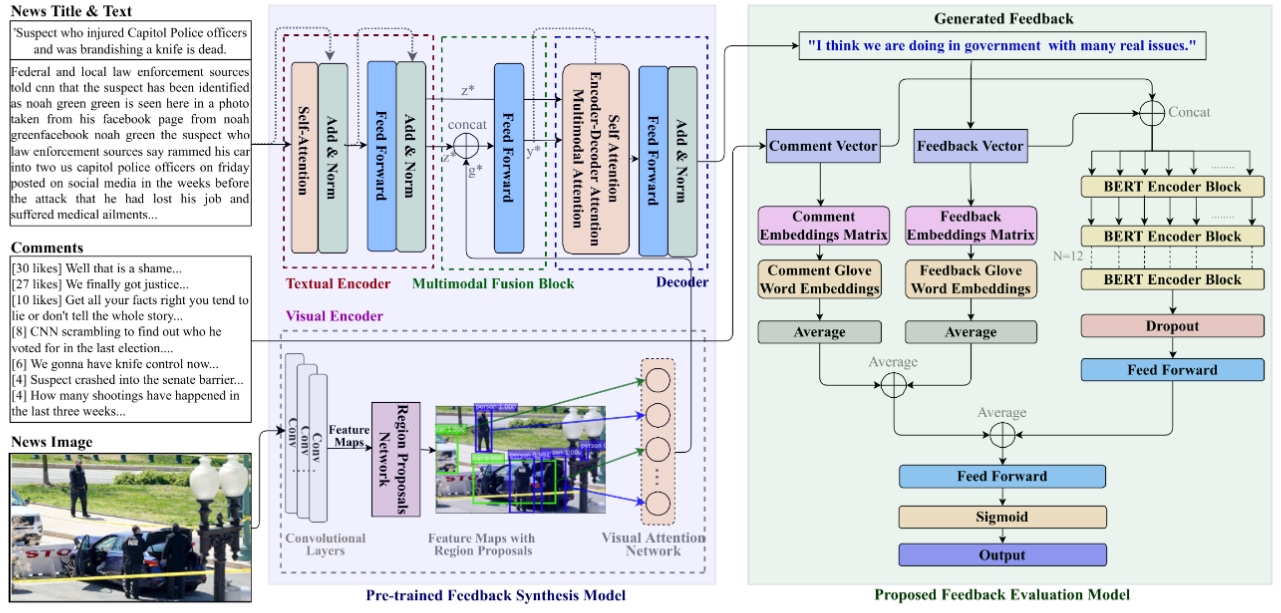 News Title & Text
'Suspect who injured Capitol Police officers
and was brandishing a knife is dead.
Federal and local law enforcement sources
told cnn that the suspect has been identified
as noah green green is seen here in a photo
taken from his facebook page from noah
greenfacebook noah green the suspect who
law enforcement sources say rammed his car
into two us capitol police officers on friday
posted on social media in the weeks before
the attack that he had lost his job and
suffered medical ailments...
Comments
[30 likes] Well that is a shame...
[27 likes] We finally got justice...
[10 likes] Get all your facts right you tend to
lie or don't tell the whole story...
[8] CNN scrambling to find out who he
voted for in the last election....
[6] We gonna have knife control now...
[4] Suspect crashed into the senate barrier...
[4] How many shootings have happened in
the last three weeks...
News Image
STO
Self-Attention
Add & Norm
Feed Forward
Add & Norm
z*
concat
z*
g*
Feed Forward
y*
Self Attention
Encoder-Decoder Attention
Multimodal Attention
Feed Forward
Add & Norm
Textual Encoder
Multimodal Fusion Block
Decoder
Visual Encoder
Conv
Conv
Conv
Feature
Maps
Region Proposals
Network
person 1.000
Convolutional
Layers
Feature Maps with
Region Proposals
Visual Attention
Network
Pre-trained Feedback Synthesis Model
Generated Feedback
"I think we are doing in government with many real issues."
Comment Vector
Feedback Vector
Concat
Comment
Embeddings Matrix
Feedback
Embeddings Matrix
Comment Glove
Word Embeddings
Feedback Glove
Word Embeddings
Average
Average
Average
........
BERT Encoder Block
........
BERT Encoder Block
N=12
BERT Encoder Block
Dropout
Feed Forward
Average
Feed Forward
Sigmoid
Output
Proposed Feedback Evaluation Model